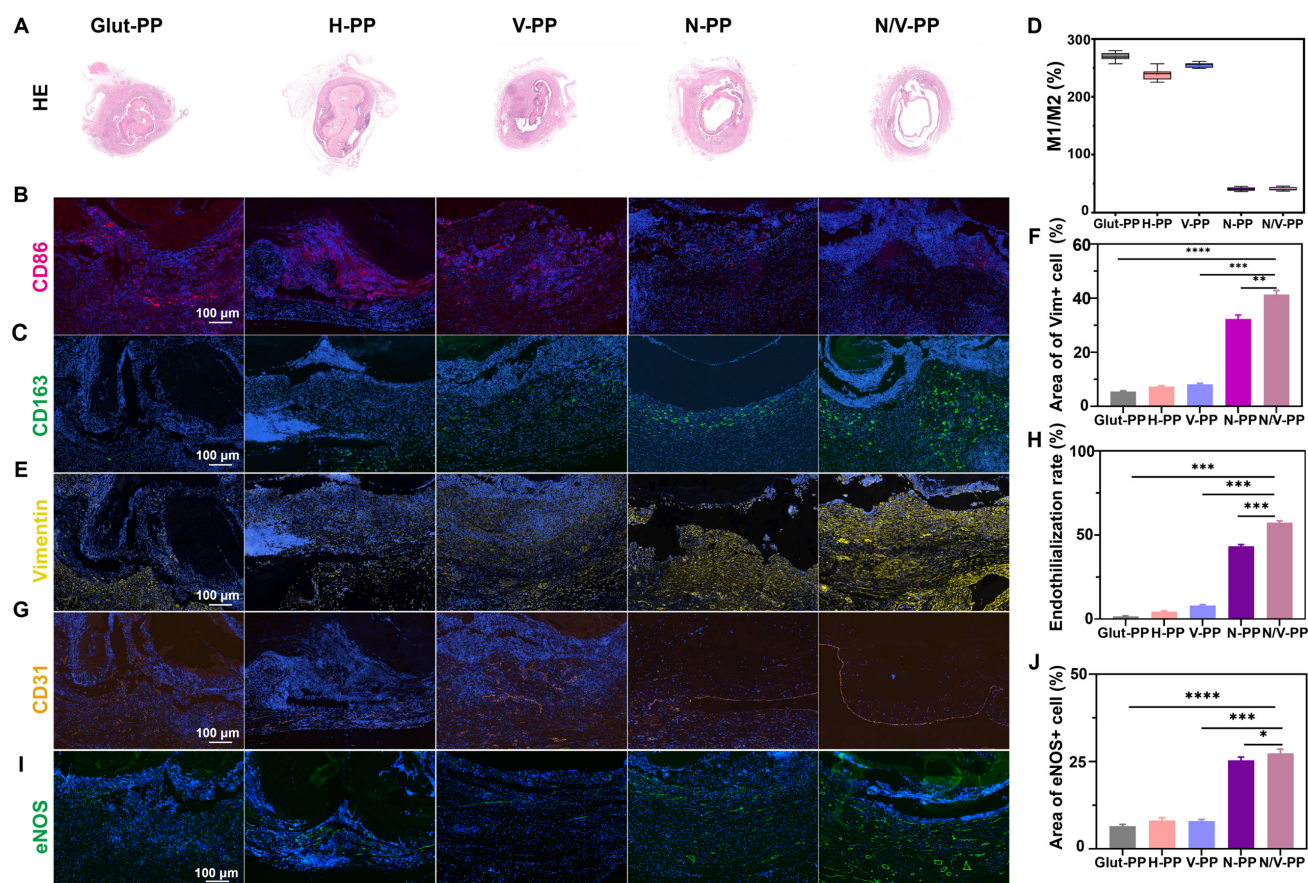 A
Glut-PP
H-PP
V-PP
N-PP
N/V-PP
HE
B
CD86
100 µm
C
CD163
100 µm
E
Vimentin
100 µm
G
CD31
100 µm
I
eNOS
100 µm
D
M1/M2 (%)
300
250
100
50
0
Glut-PP H-PP V-PP N-PP N/V-PP
F
Area of of Vim+ cell (%)
60
40
20
0
****
***
**
Glut-PP H-PP V-PP N-PP N/V-PP
H
Endothilialization rate (%)
100
50
0
***
***
***
Glut-PP H-PP V-PP N-PP N/V-PP
J
Area of eNOS+ cell (%)
50
25
0
****
***
*
Glut-PP H-PP V-PP N-PP N/V-PP